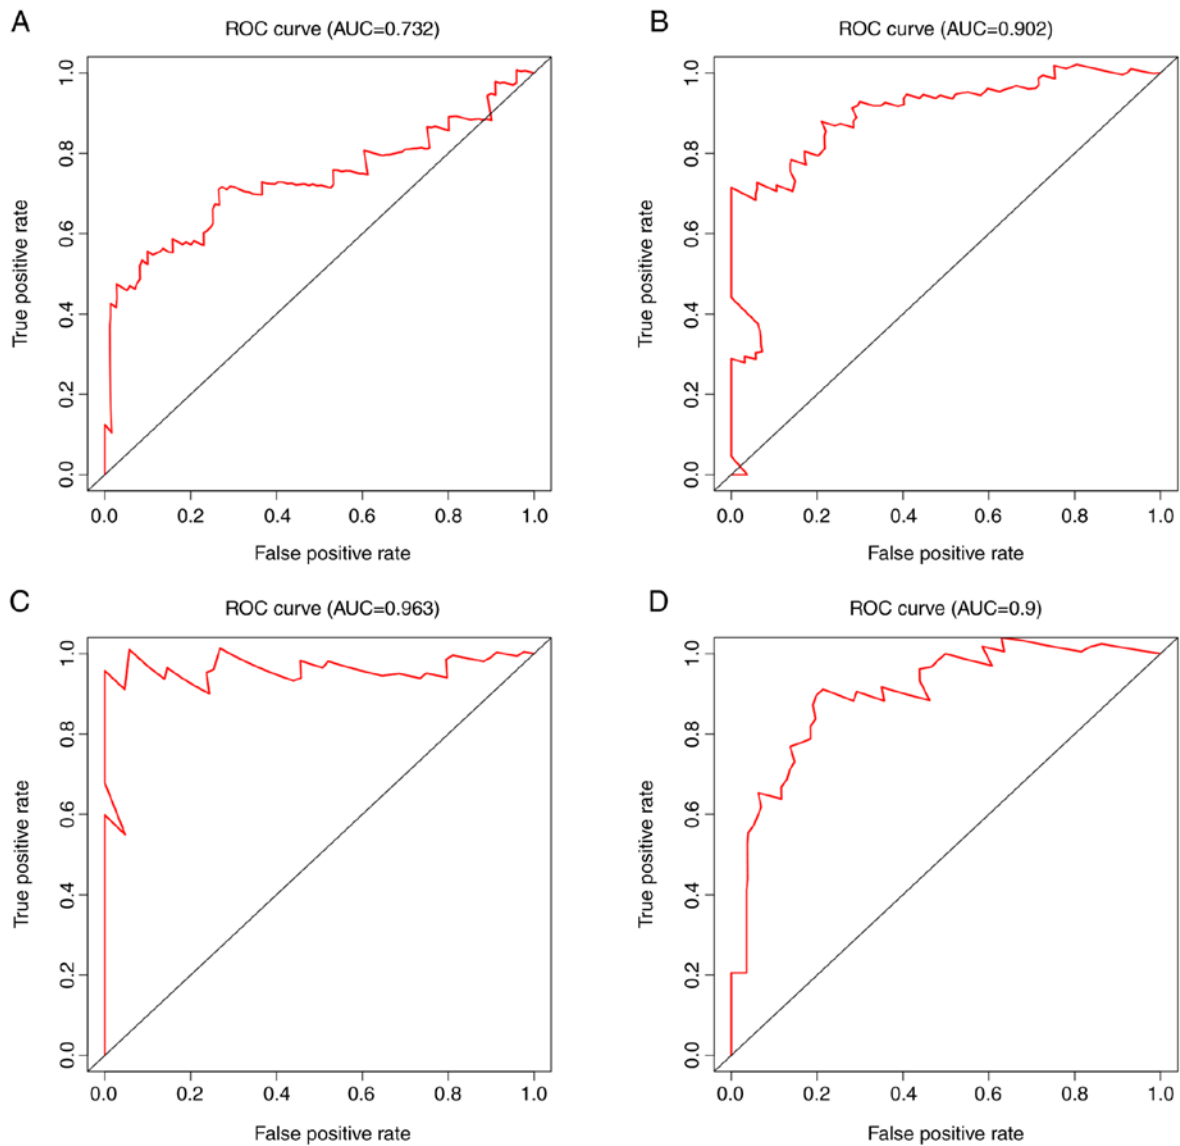 A
ROC curve (AUC=0.732)
True positive rate
1.0
0.8
0.6
0.4
0.2
0.0
0.0 0.2 0.4 0.6 0.8 1.0
False positive rate
B
ROC curve (AUC=0.902)
True positive rate
1.0
0.8
0.6
0.4
0.2
0.0
0.0 0.2 0.4 0.6 0.8 1.0
False positive rate
C
ROC curve (AUC=0.963)
True positive rate
1.0
0.8
0.6
0.4
0.2
0.0
0.0 0.2 0.4 0.6 0.8 1.0
False positive rate
D
ROC curve (AUC=0.9)
True positive rate
1.0
0.8
0.6
0.4
0.2
0.0
0.0 0.2 0.4 0.6 0.8 1.0
False positive rate